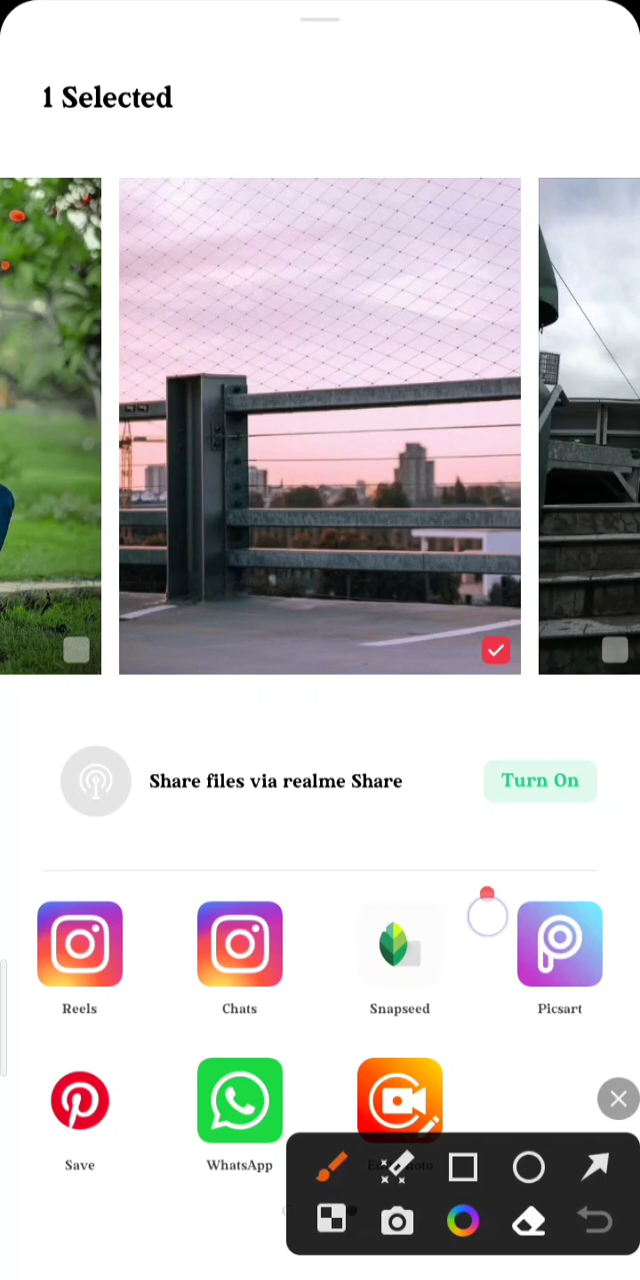 1 Selected
Share files via realme Share
Turn On
Reels
Chats
Snapseed
Picsart
Save
WhatsApp